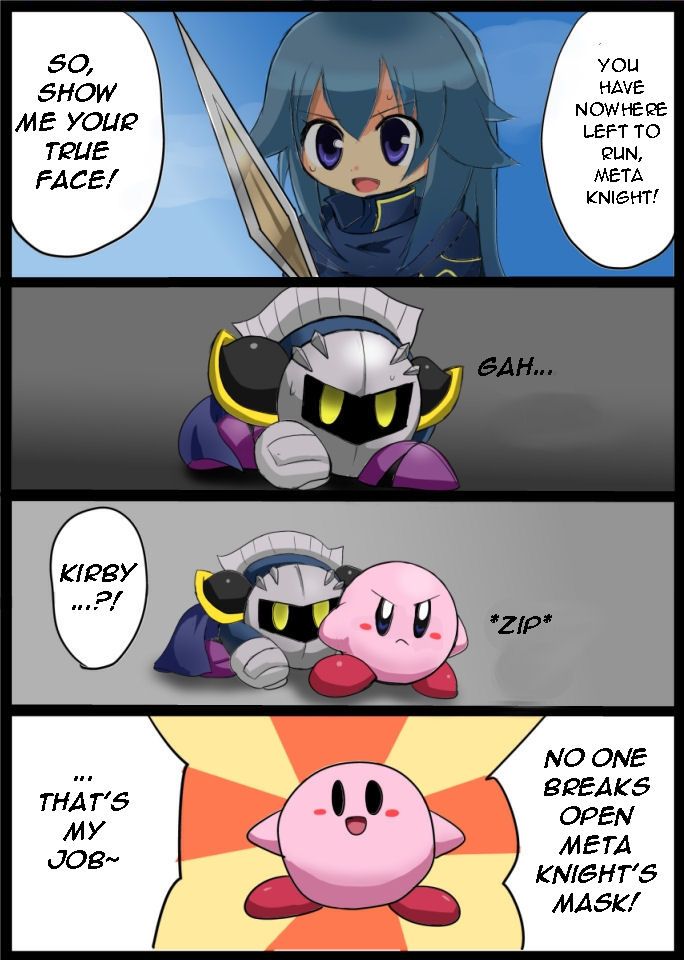 YOU
HAVE
NOWHERE
LEFT TO
RUN,
META
KNIGHT!
SO,
SHOW
ME YOUR
TRUE
FACE!
GAH...
*ZIP*
KIRBY
...?!
NO ONE
BREAKS
OPEN
META
KNIGHT'S
MASK!
...
THAT'S
MY
JOB~